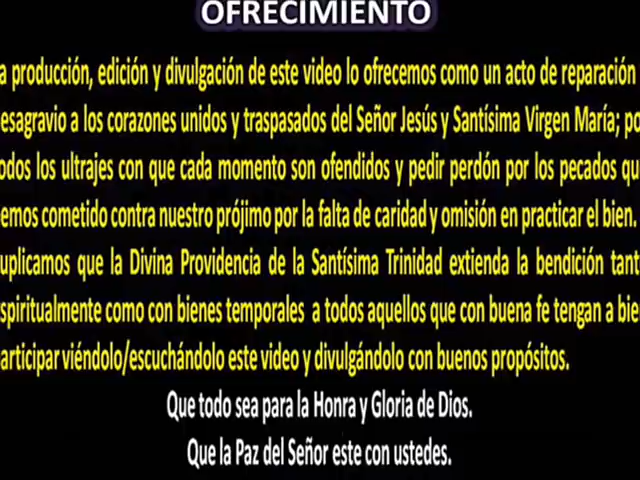 OFRECIMIENTO
a producción, edición y divulgación de este video lo ofrecemos como un acto de reparación
esagravio a los corazones unidos y traspasados del Señor Jesús y Santísima Virgen María; po
odos los ultrajes con que cada momento son ofendidos y pedir perdón por los pecados qu
emos cometido contra nuestro prójimo por la falta de caridad y omisión en practicar el bien.
uplicamos que la Divina Providencia de la Santísima Trinidad extienda la bendición tant
spiritualmente como con bienes temporales a todos aquellos que con buena fe tengan a bie
articipar viéndolo/escuchándolo este video y divulgándolo con buenos propósitos.
Que todo sea para la Honra y Gloria de Dios.
Que la Paz del Señor este con ustedes.